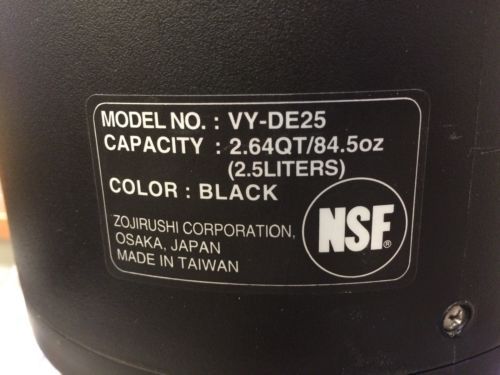 MODEL NO. : VY-DE25
CAPACITY : 2.64QT/84.5oz
(2.5LITERS)
COLOR : BLACK
ZOJIRUSHI CORPORATION,
OSAKA, JAPAN
MADE IN TAIWAN
NSF®